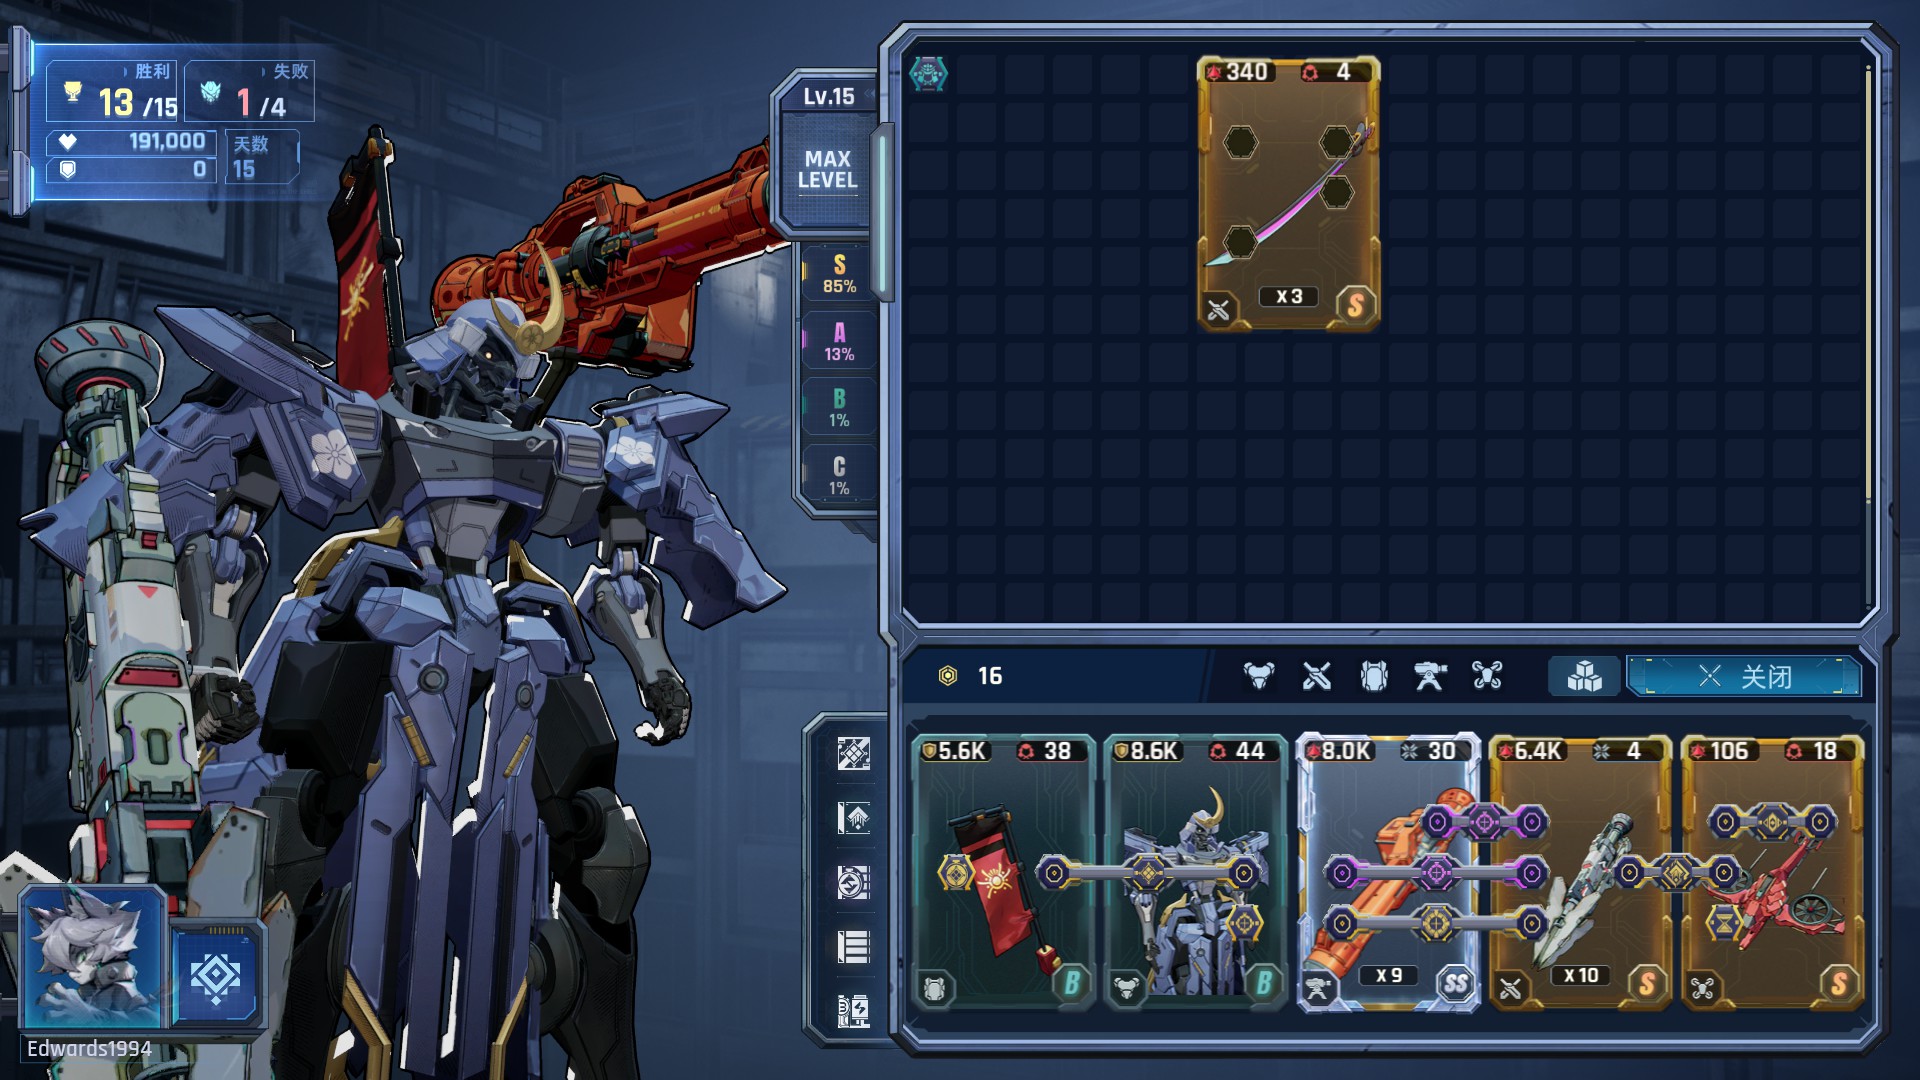 胜利
13 /15
失败
1 /4
191,000
0
天数
15
Lv.15
MAX
LEVEL
S
85%
A
13%
B
1%
C
1%
340
4
x3
S
16
关闭
5.6K
38
B
8.6K
44
B
8.0K
30
x9
SS
6.4K
4
x10
S
106
18
S
Edwards1994